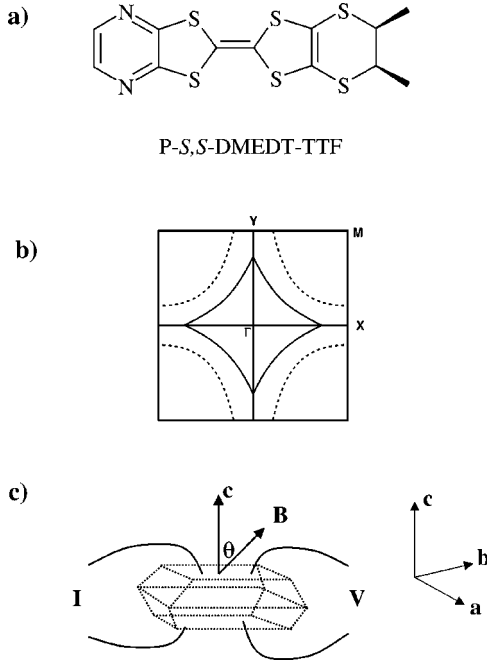 a)
N S S S
N S S S
P-S,S-DMEDT-TTF
b)
Y M
Γ X
c)
c
B
θ
I V
c
b
a